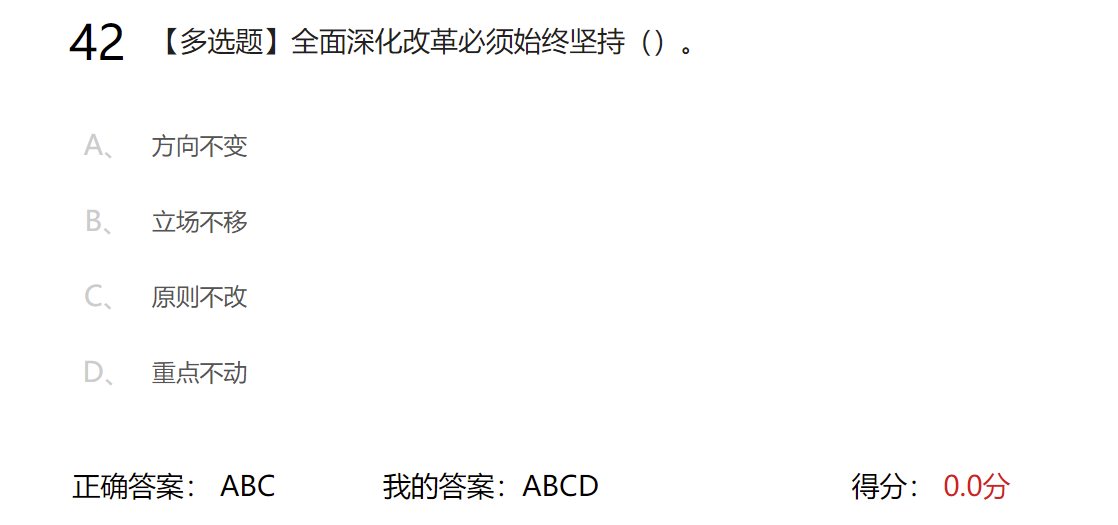 42 【多选题】全面深化改革必须始终坚持（）。
A、 方向不变
B、 立场不移
C、 原则不改
D、 重点不动
正确答案： ABC 我的答案：ABCD 得分： 0.0分